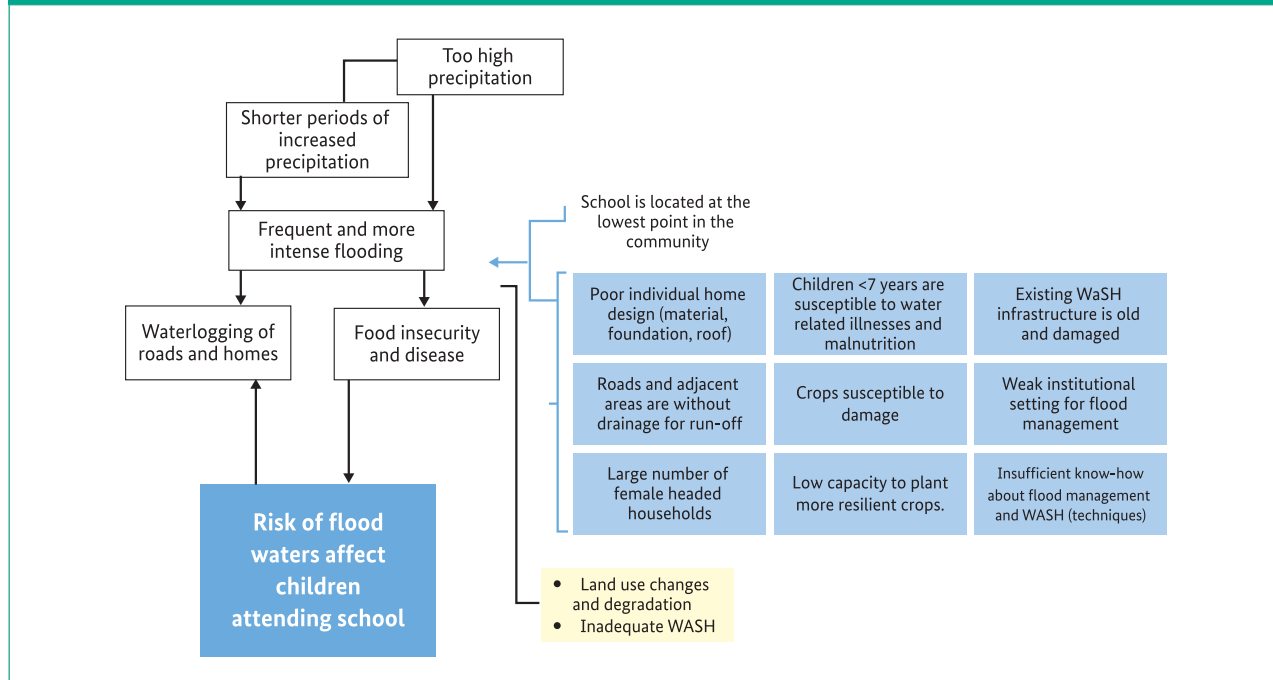 Too high
precipitation
Shorter periods of
increased
precipitation
Frequent and more
intense flooding
Waterlogging of
roads and homes
Food insecurity
and disease
Risk of flood
waters affect
children
attending school
School is located at the
lowest point in the
community
Poor individual home
design (material,
foundation, roof)
Children <7 years are
susceptible to water
related illnesses and
malnutrition
Existing WaSH
infrastructure is old
and damaged
Roads and adjacent
areas are without
drainage for run-off
Crops susceptible to
damage
Weak institutional
setting for flood
management
Large number of
female headed
households
Low capacity to plant
more resilient crops.
Insufficient know-how
about flood management
and WASH (techniques)
• Land use changes
and degradation
• Inadequate WASH